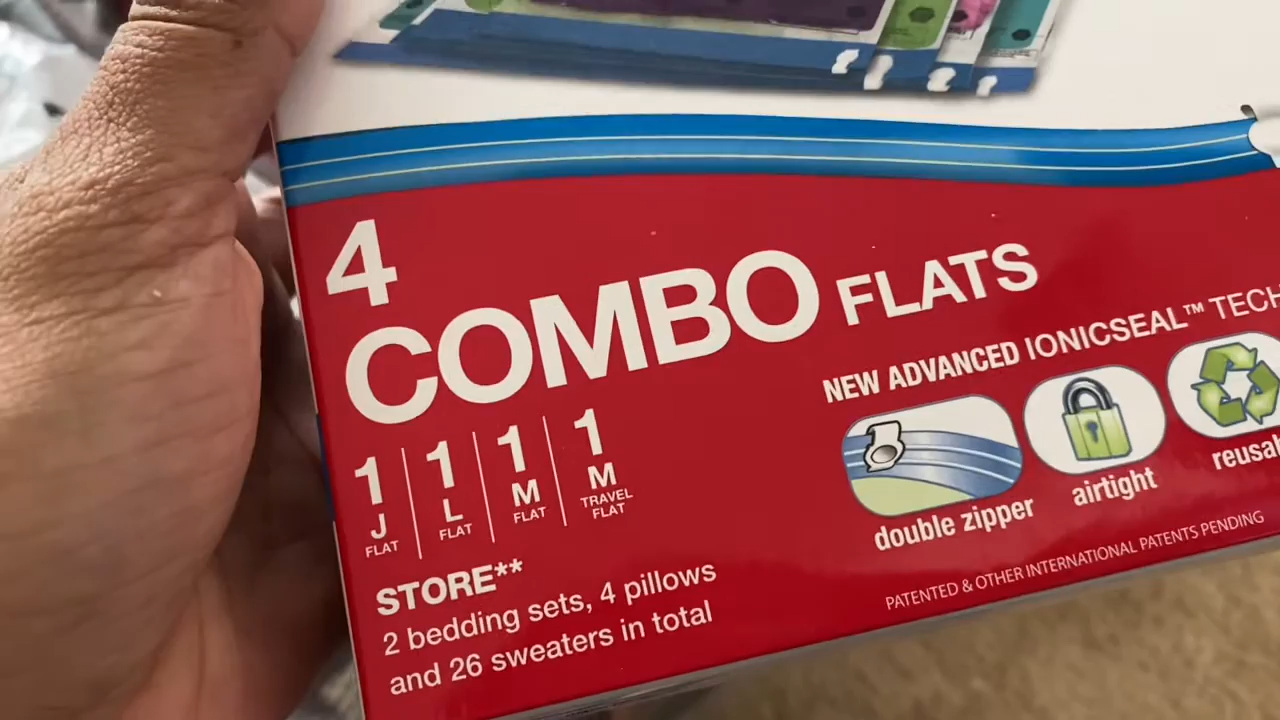 4
COMBO FLATS
1 J FLAT
1 L FLAT
1 M FLAT
1 M TRAVEL FLAT
STORE**
2 bedding sets, 4 pillows
and 26 sweaters in total
NEW ADVANCED IONICSEAL™
double zipper
airtight
PATENTED & OTHER INTERNATIONAL PATENTS PENDING